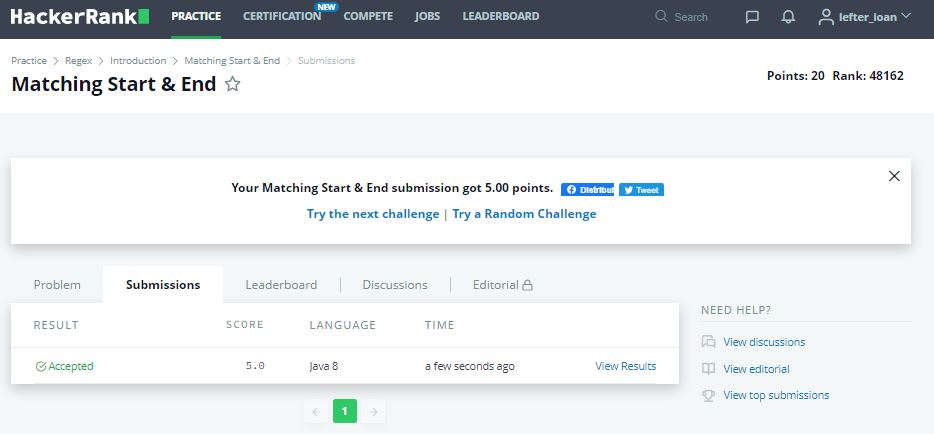 HackerRank PRACTICE CERTIFICATION NEW COMPETE JOBS LEADERBOARD Search lefter_ioan
Practice > Regex > Introduction > Matching Start & End > Submissions
Matching Start & End
Points: 20 Rank: 48162
Your Matching Start & End submission got 5.00 points. Distribui Tweet
Try the next challenge | Try a Random Challenge
Problem Submissions Leaderboard Discussions Editorial
RESULT SCORE LANGUAGE TIME
Accepted 5.0 Java 8 a few seconds ago View Results
1
NEED HELP?
View discussions
View editorial
View top submissions